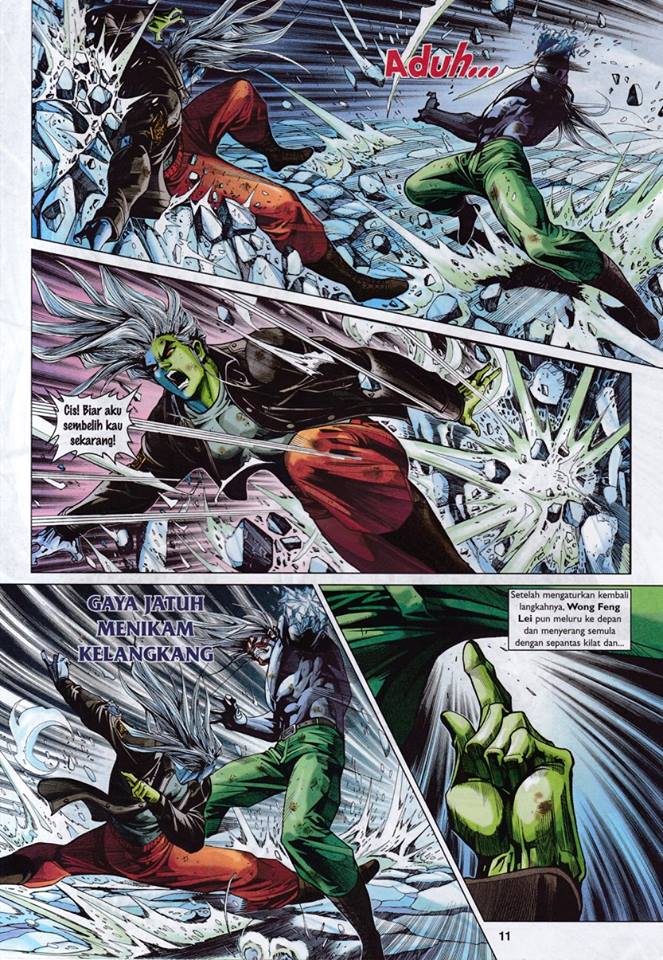 Aduh...
Cis! Biar aku
sembelih kau
sekarang!
GAYA JATUH
MENIKAM
KELANGKANG
Setelah mengaturkan kembali
langkahnya, Wong Feng
Lei pun meluru ke depan
dan menyerang semula
dengan sepantas kilat dan...
11